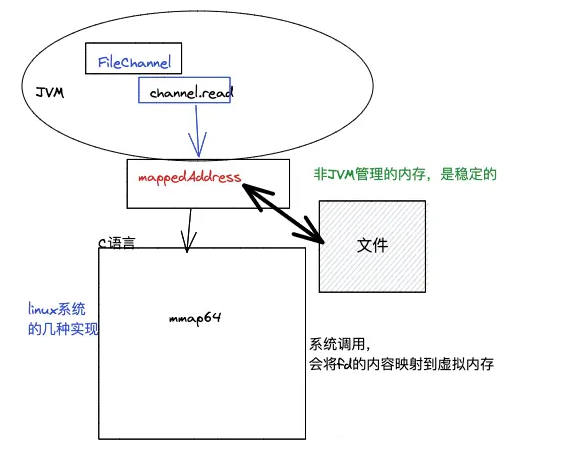 FileChannel
JVM
channel.read
mappedAddress
非JVM管理的内存，是稳定的
文件
C语言
linux系统
的几种实现
mmap64
系统调用，
会将fd的内容映射到虚拟内存